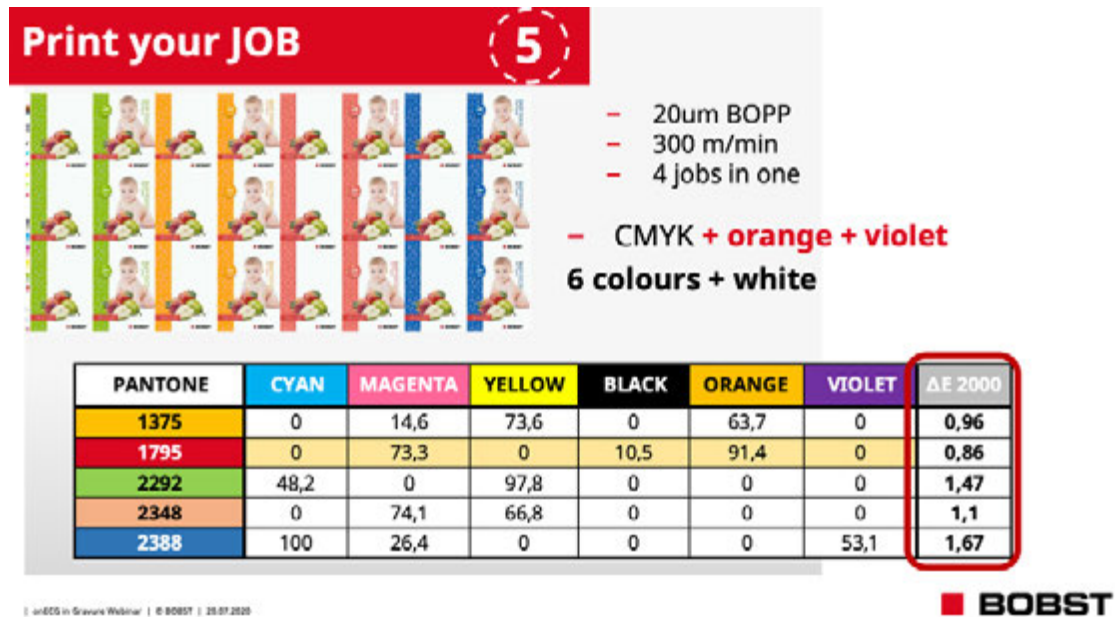 Print your JOB
5
– 20um BOPP
– 300 m/min
– 4 jobs in one
– CMYK + orange + violet
6 colours + white
PANTONE CYAN MAGENTA YELLOW BLACK ORANGE VIOLET ΔE 2000
1375 0 14,6 73,6 0 63,7 0 0,96
1795 0 73,3 0 10,5 91,4 0 0,86
2292 48,2 0 97,8 0 0 0 1,47
2348 0 74,1 66,8 0 0 0 1,1
2388 100 26,4 0 0 0 53,1 1,67
| onECG in Gravure Webinar | © BOBST |
BOBST